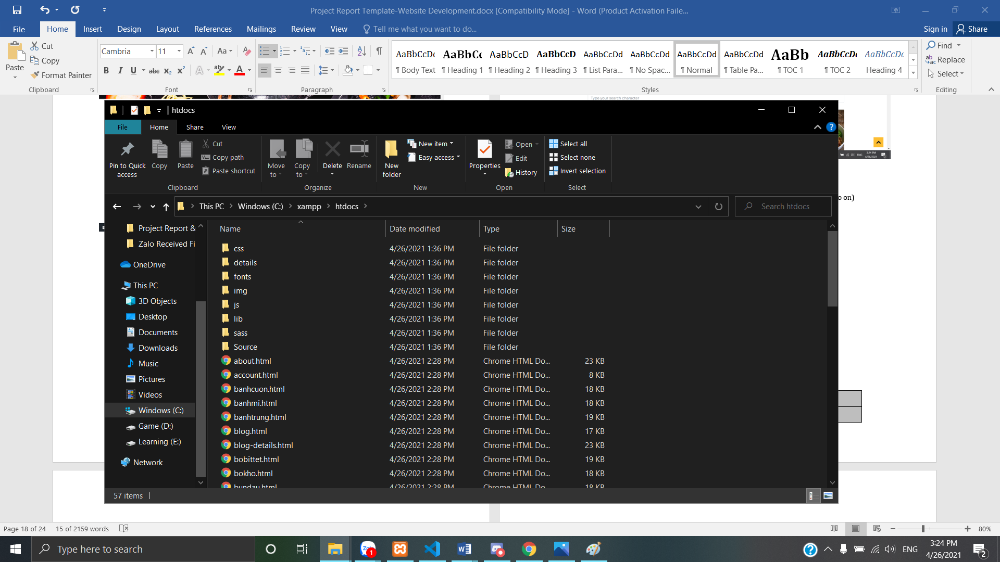 Project Report Template-Website Development.docx [Compatibility Mode] - Word (Product Activation Faile...
File Home Insert Design Layout References Mailings Review View Tell me what you want to do... Sign in Share
Paste
Cut
Copy
Format Painter
Clipboard
Cambria 11
Font
Paragraph
AaBbCcDc AaBbCc AaBbCcD AaBbCcD AaBbCcDd AaBbCcDd AaBbCcDd AaBbCcDd AaBb AaBbCcDc AaBbCcDc
¶ Body Text ¶ Heading 1 ¶ Heading 2 ¶ Heading 3 ¶ List Para... ¶ No Spac... ¶ Normal ¶ Table Pa... ¶ TOC 1 ¶ TOC 2 Heading 4
Styles
Find
Replace
Select
Editing
Type your search character
htdocs
File Home Share View
Pin to Quick access
Copy
Paste
Cut
Copy path
Paste shortcut
Clipboard
Move to
Copy to
Delete
Rename
Organize
New folder
New item
Easy access
New
Properties
Open
Edit
History
Open
Select all
Select none
Invert selection
Select
This PC Windows (C:) xampp htdocs
Search htdocs
o on)
Project Report &
Zalo Received Fi
OneDrive
This PC
3D Objects
Desktop
Documents
Downloads
Music
Pictures
Videos
Windows (C:)
Game (D:)
Learning (E:)
Network
Name Date modified Type Size
css 4/26/2021 1:36 PM File folder
details 4/26/2021 1:36 PM File folder
fonts 4/26/2021 1:36 PM File folder
img 4/26/2021 1:36 PM File folder
js 4/26/2021 1:36 PM File folder
lib 4/26/2021 1:36 PM File folder
sass 4/26/2021 1:36 PM File folder
Source 4/26/2021 1:36 PM File folder
about.html 4/26/2021 2:28 PM Chrome HTML Do... 23 KB
account.html 4/26/2021 2:28 PM Chrome HTML Do... 8 KB
banhcuon.html 4/26/2021 2:28 PM Chrome HTML Do... 18 KB
banhmi.html 4/26/2021 2:28 PM Chrome HTML Do... 18 KB
banhtrung.html 4/26/2021 2:28 PM Chrome HTML Do... 19 KB
blog.html 4/26/2021 2:28 PM Chrome HTML Do... 17 KB
blog-details.html 4/26/2021 2:28 PM Chrome HTML Do... 23 KB
bobittet.html 4/26/2021 2:28 PM Chrome HTML Do... 19 KB
bokho.html 4/26/2021 2:28 PM Chrome HTML Do... 18 KB
bundau.html 4/26/2021 2:28 PM Chrome HTML Do... 18 KB
57 items
3:24 PM
4/26/2021
ENG
Page 18 of 24 15 of 2159 words 80%
Type here to search
1
ENG
3:24 PM
4/26/2021
2